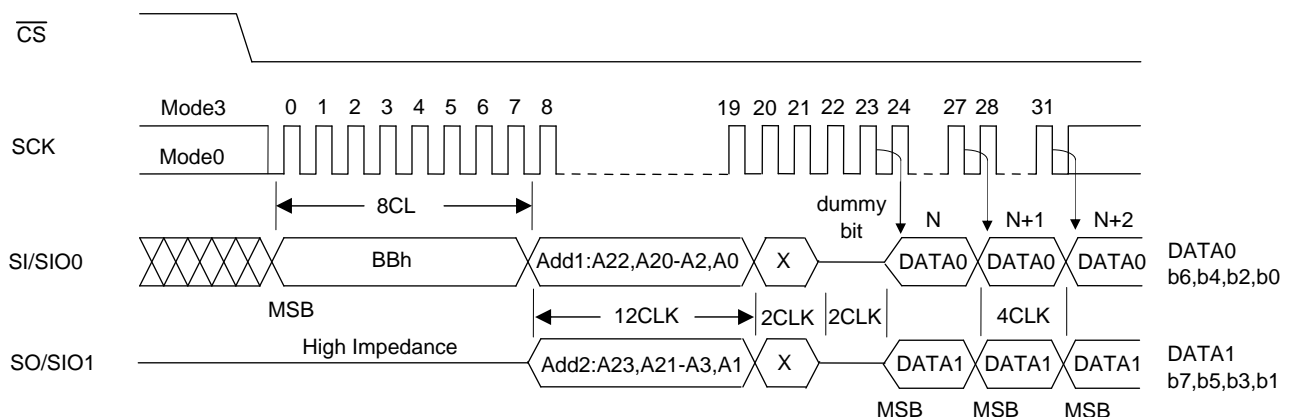 CS
Mode3 0 1 2 3 4 5 6 7 8 19 20 21 22 23 24 27 28 31
SCK
Mode0
8CL
dummy
bit
N N+1 N+2
SI/SIO0 BBh Add1:A22,A20-A2,A0 X DATA0 DATA0 DATA0
DATA0
b6,b4,b2,b0
MSB
12CLK 2CLK 2CLK 4CLK
High Impedance
SO/SIO1 Add2:A23,A21-A3,A1 X DATA1 DATA1 DATA1
DATA1
b7,b5,b3,b1
MSB MSB MSB